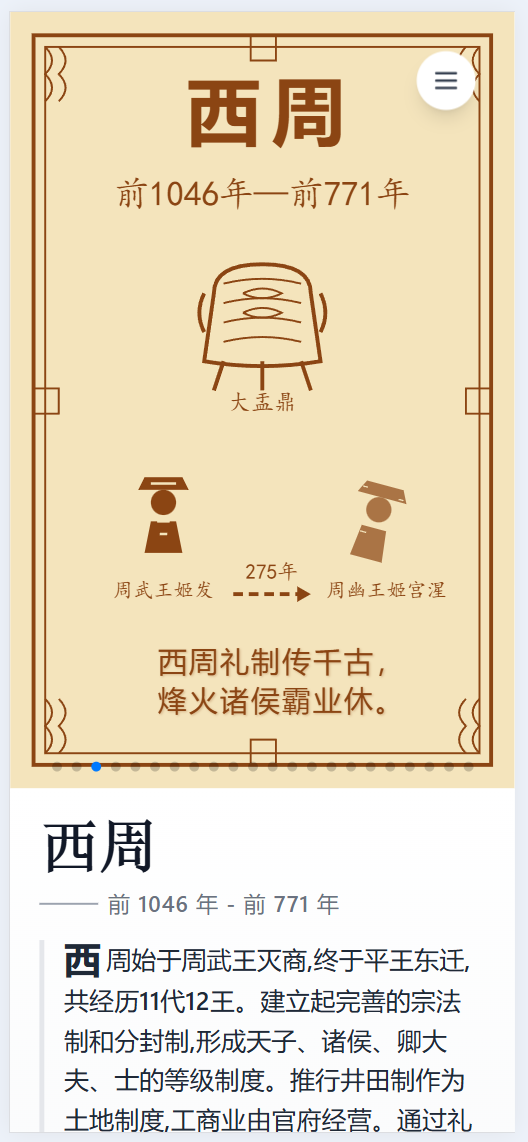 西周
前1046年—前771年
大盂鼎
275年
周武王姬发
周幽王姬宫湦
西周礼制传千古，
烽火诸侯霸业休。
西周
前 1046 年 - 前 771 年
西周始于周武王灭商,终于平王东迁,
共经历11代12王。建立起完善的宗法
制和分封制,形成天子、诸侯、卿大
夫、士的等级制度。推行井田制作为
土地制度,工商业由官府经营。通过礼